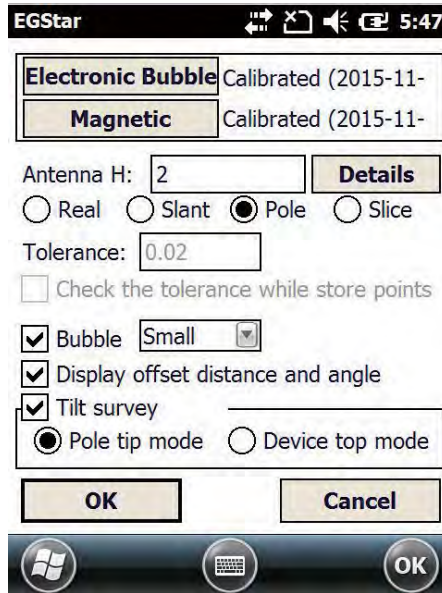 EGStar 5:47
Electronic Bubble Calibrated (2015-11-
Magnetic Calibrated (2015-11-
Antenna H: 2 Details
Real Slant Pole Slice
Tolerance: 0.02
Check the tolerance while store points
Bubble Small
Display offset distance and angle
Tilt survey
Pole tip mode Device top mode
OK Cancel
OK